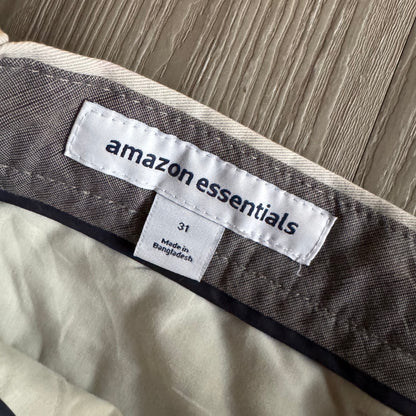 amazon essentials
31
Made in
Bangladesh